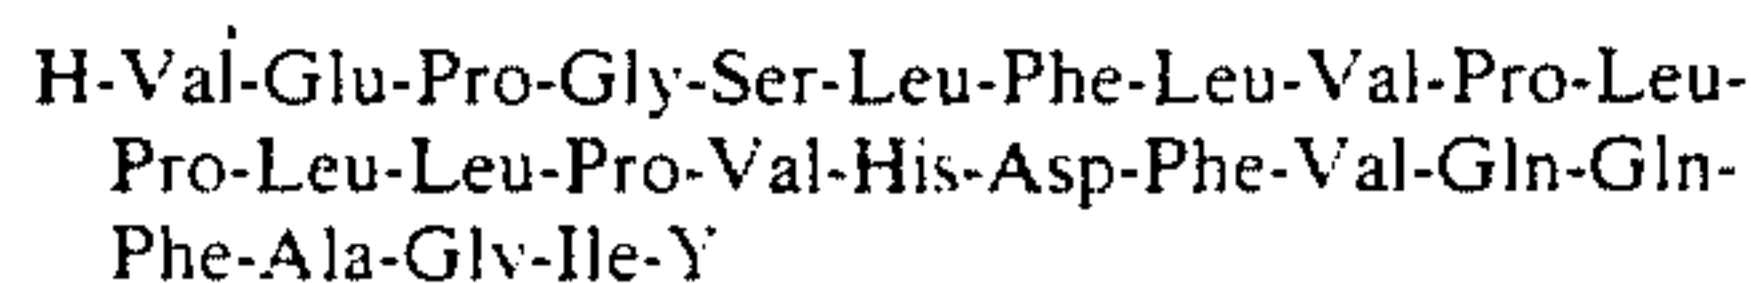 H-Val-Glu-Pro-Gly-Ser-Leu-Phe-Leu-Val-Pro-Leu-
Pro-Leu-Leu-Pro-Val-His-Asp-Phe-Val-Gln-Gln-
Phe-Ala-Gly-Ile-Y